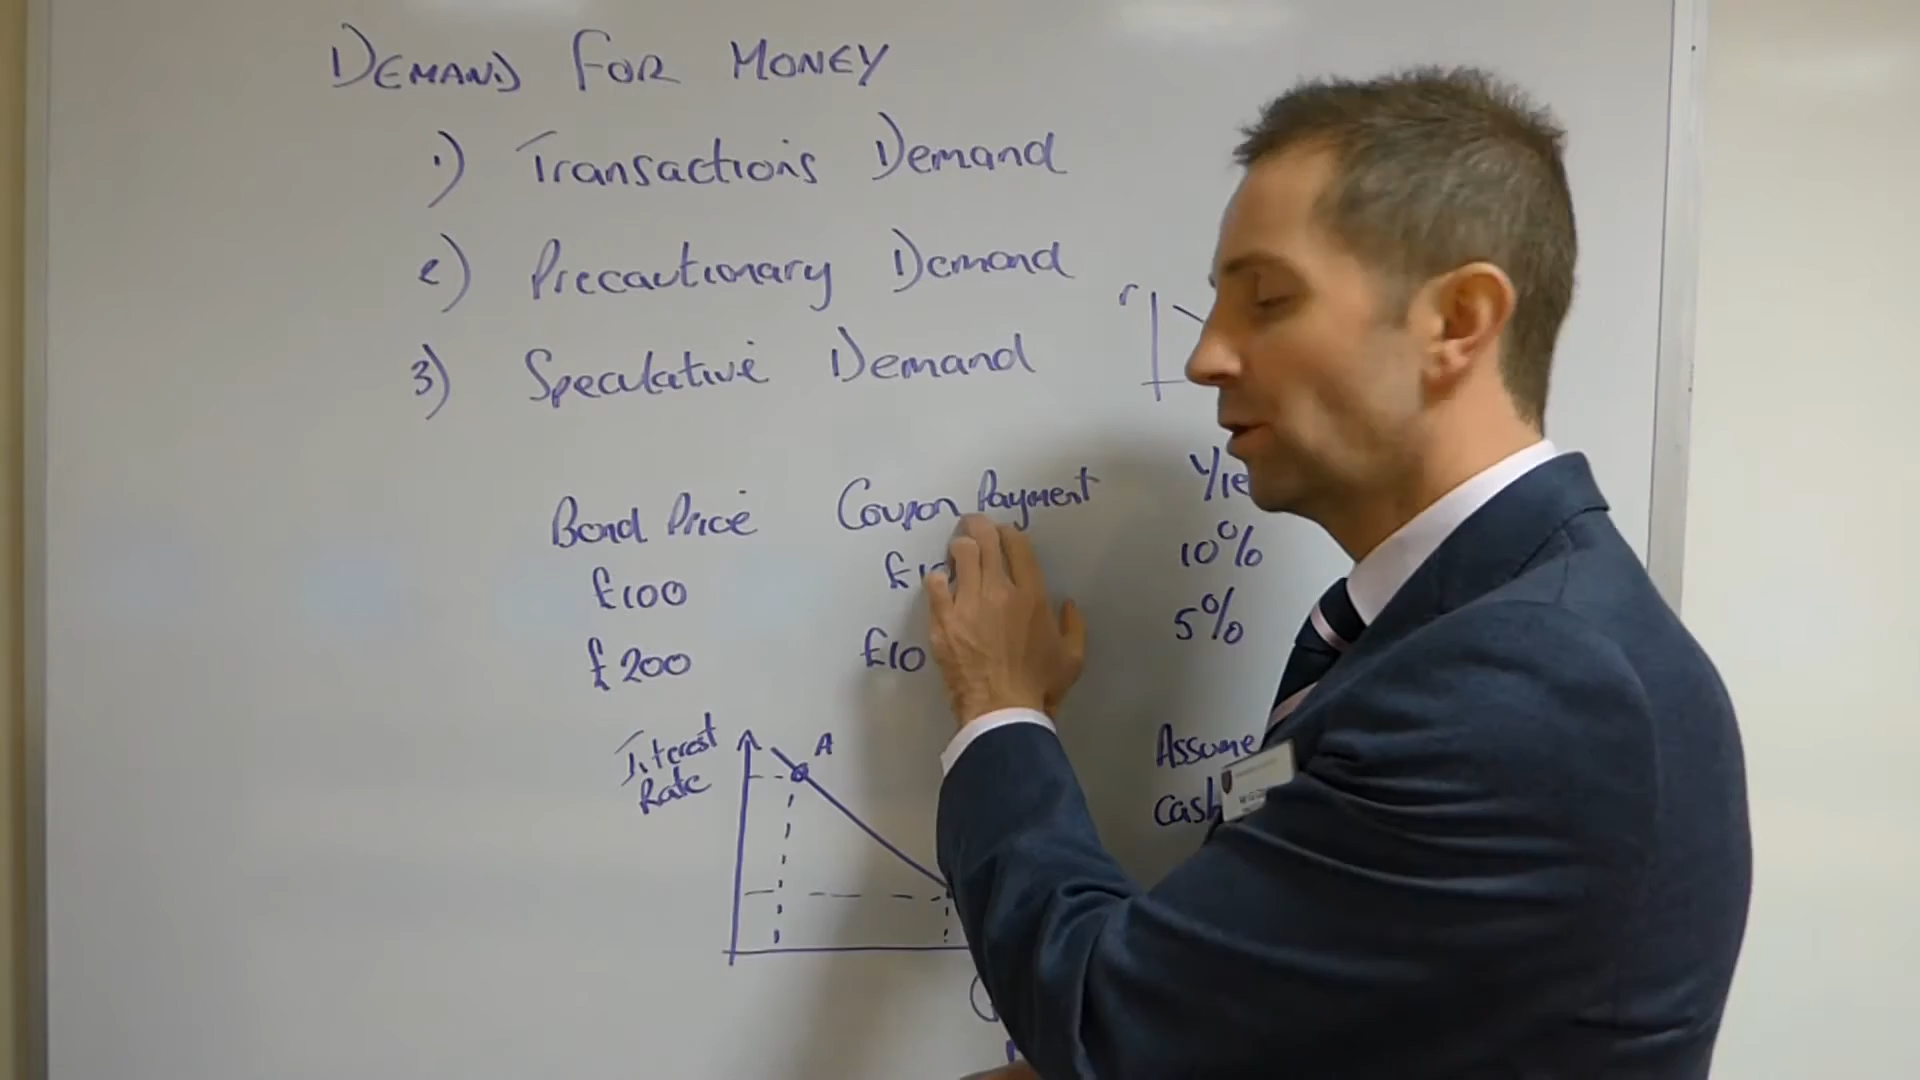 DEMAND FOR MONEY
1) Transactions Demand
2) Precautionary Demand
3) Speculative Demand
r
Bond Price Coupon Payment
£100 £10 10%
£200 £10 5%
Interest
Rate
A
Assume
Cash